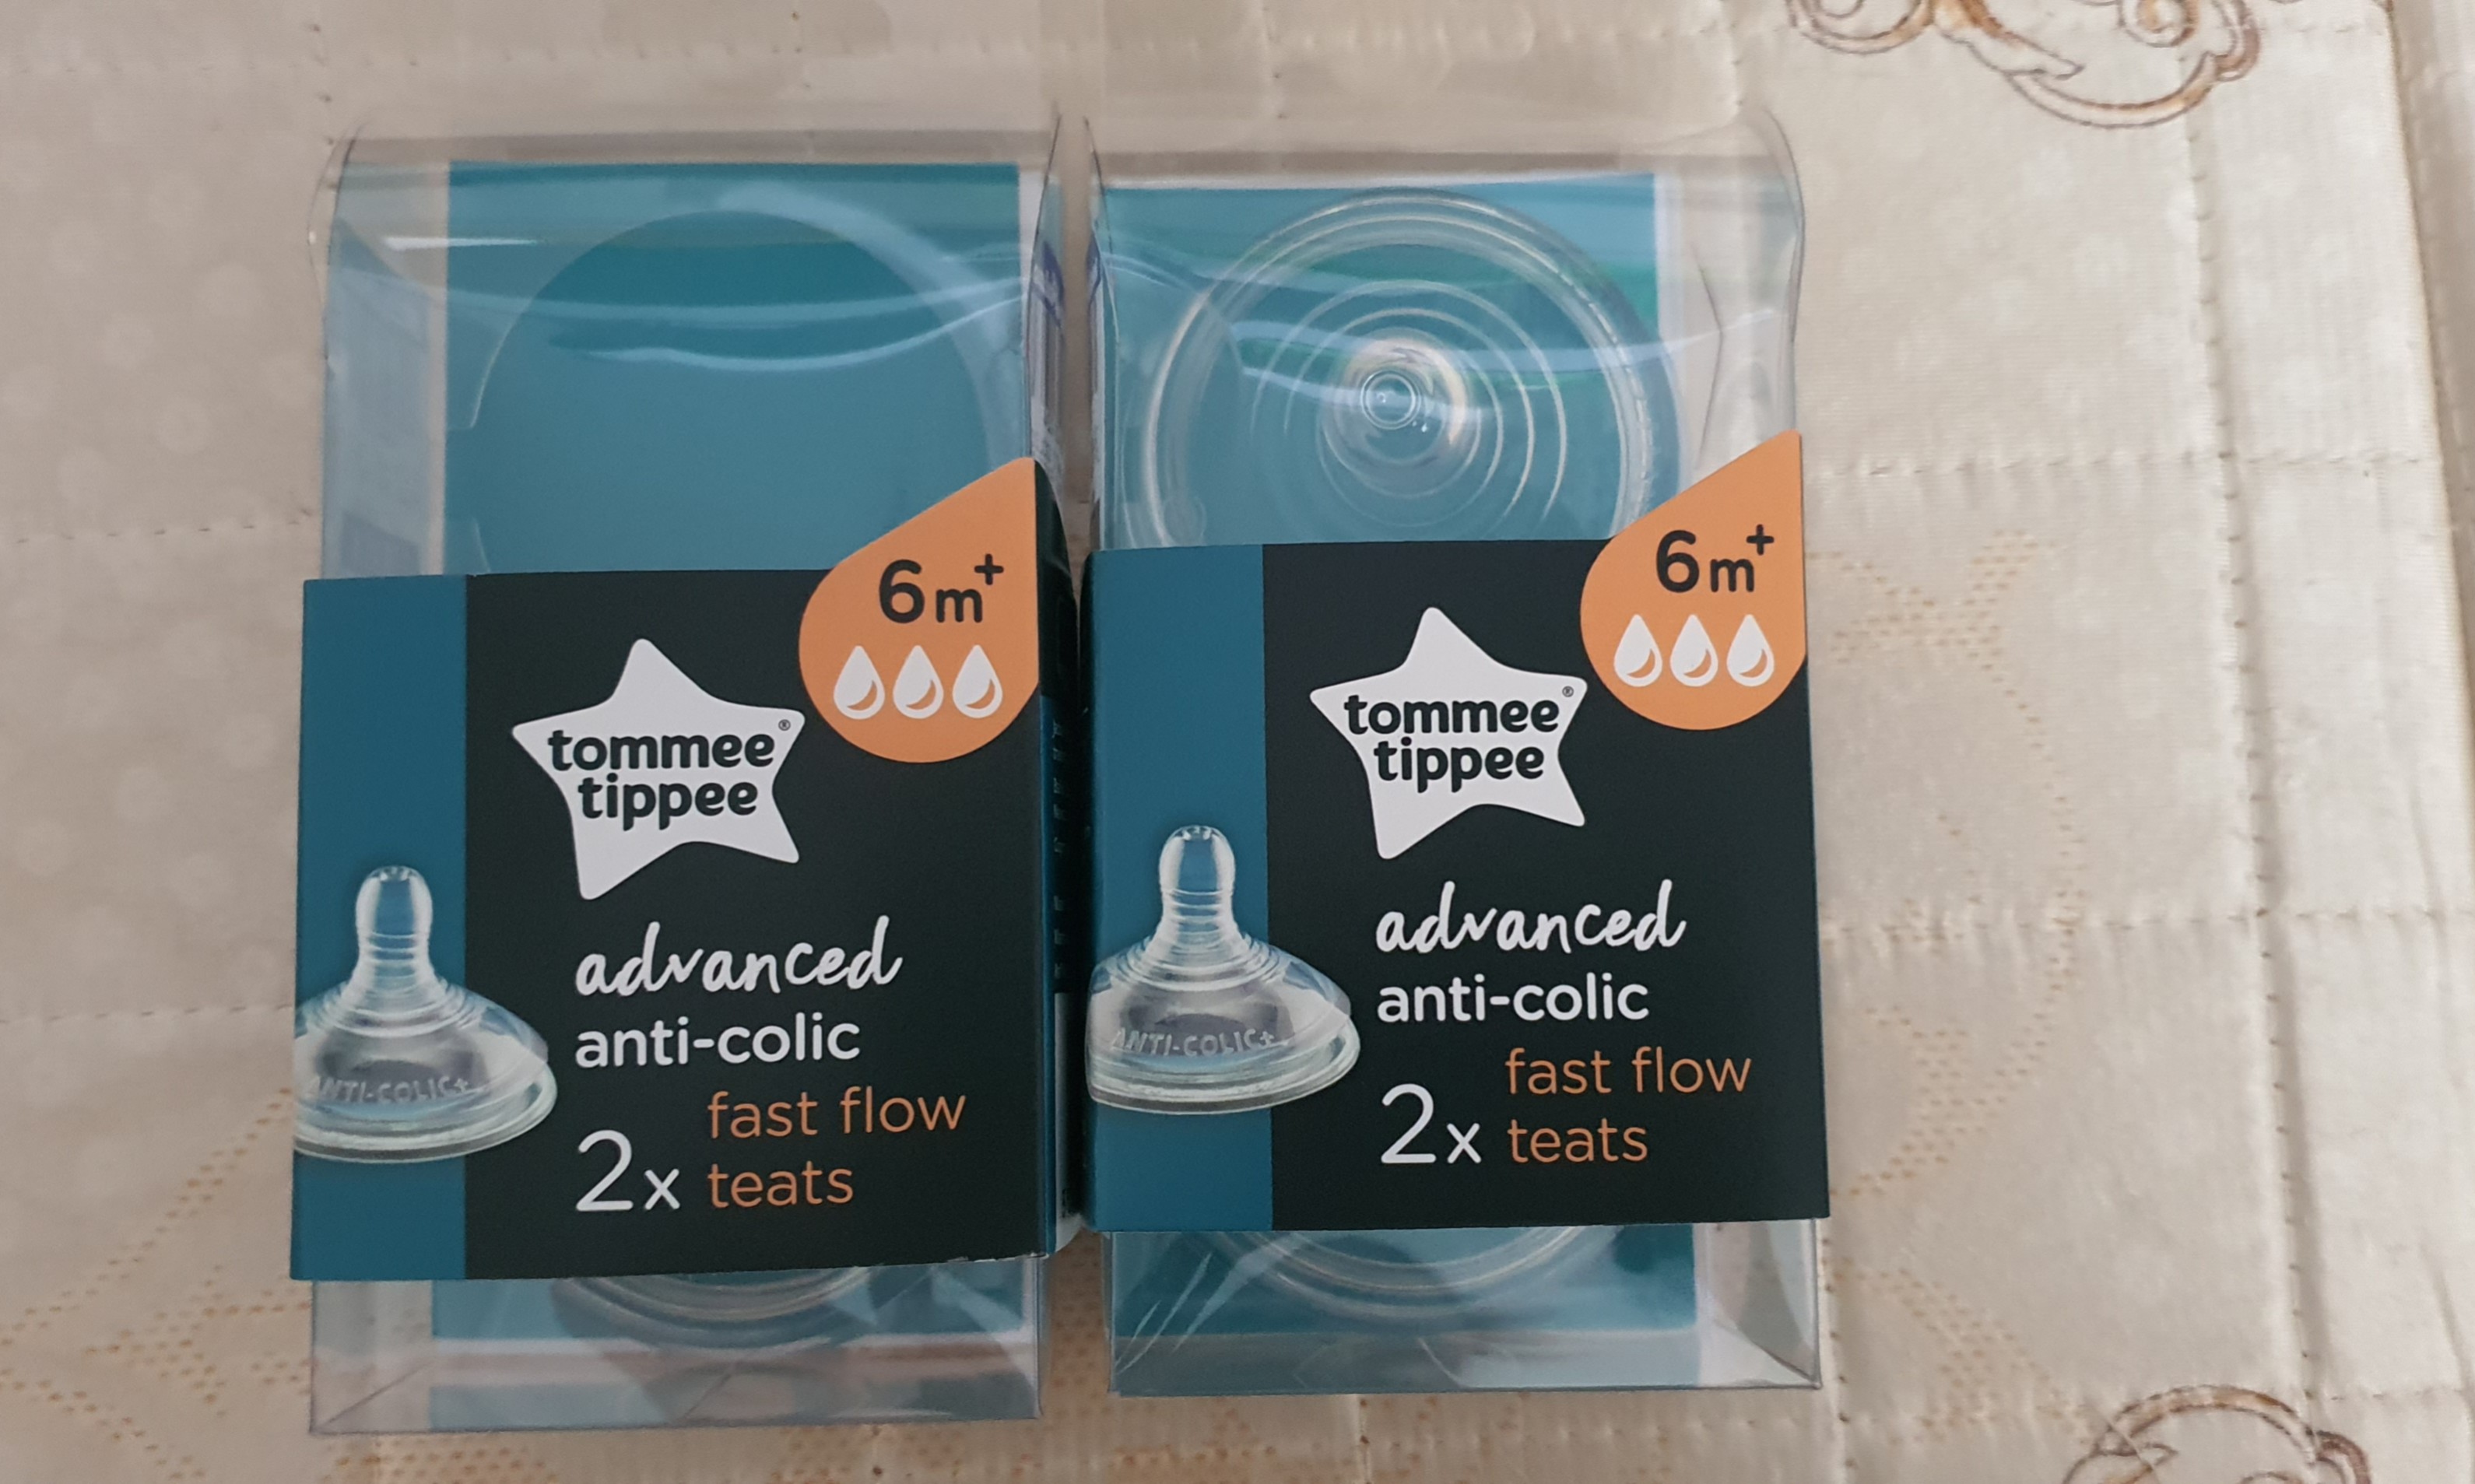 6m+
tommee®
tippee
advanced
anti-colic
fast flow
2x teats
ANTI-COLIC+
6m+
tommee®
tippee
advanced
anti-colic
fast flow
2x teats
ANTI-COLIC+